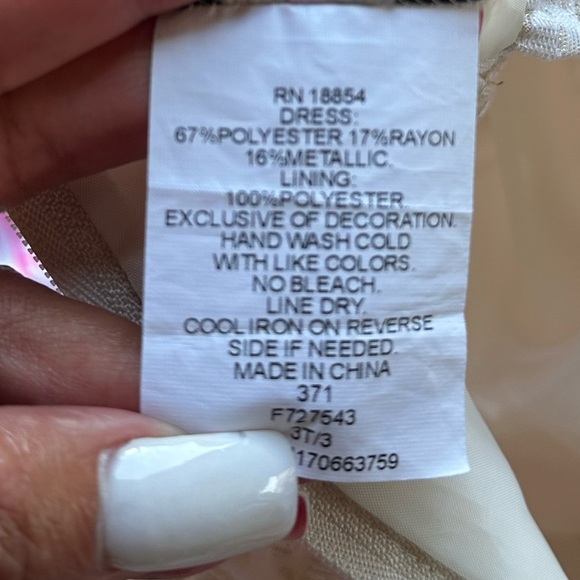 RN 18854
DRESS:
67%POLYESTER 17%RAYON
16%METALLIC.
LINING:
100%POLYESTER.
EXCLUSIVE OF DECORATION.
HAND WASH COLD
WITH LIKE COLORS.
NO BLEACH.
LINE DRY.
COOL IRON ON REVERSE
SIDE IF NEEDED.
MADE IN CHINA
371
F727543
3T/3
170663759